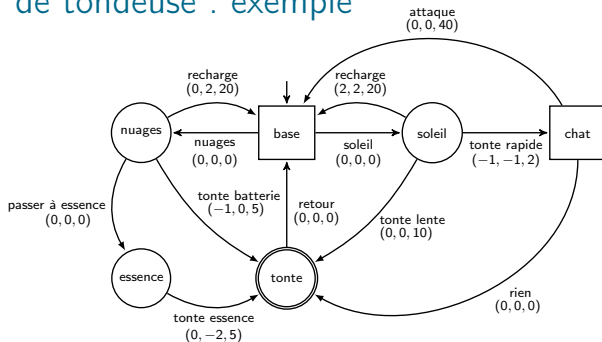 de tondeuse : exemple
attaque
(0, 0, 40)
recharge
(0, 2, 20)
recharge
(2, 2, 20)
nuages
base
soleil
chat
nuages
(0, 0, 0)
soleil
(0, 0, 0)
tonte rapide
(−1, −1, 2)
passer à essence
(0, 0, 0)
tonte batterie
(−1, 0, 5)
retour
(0, 0, 0)
tonte lente
(0, 0, 10)
essence
tonte
rien
(0, 0, 0)
tonte essence
(0, −2, 5)